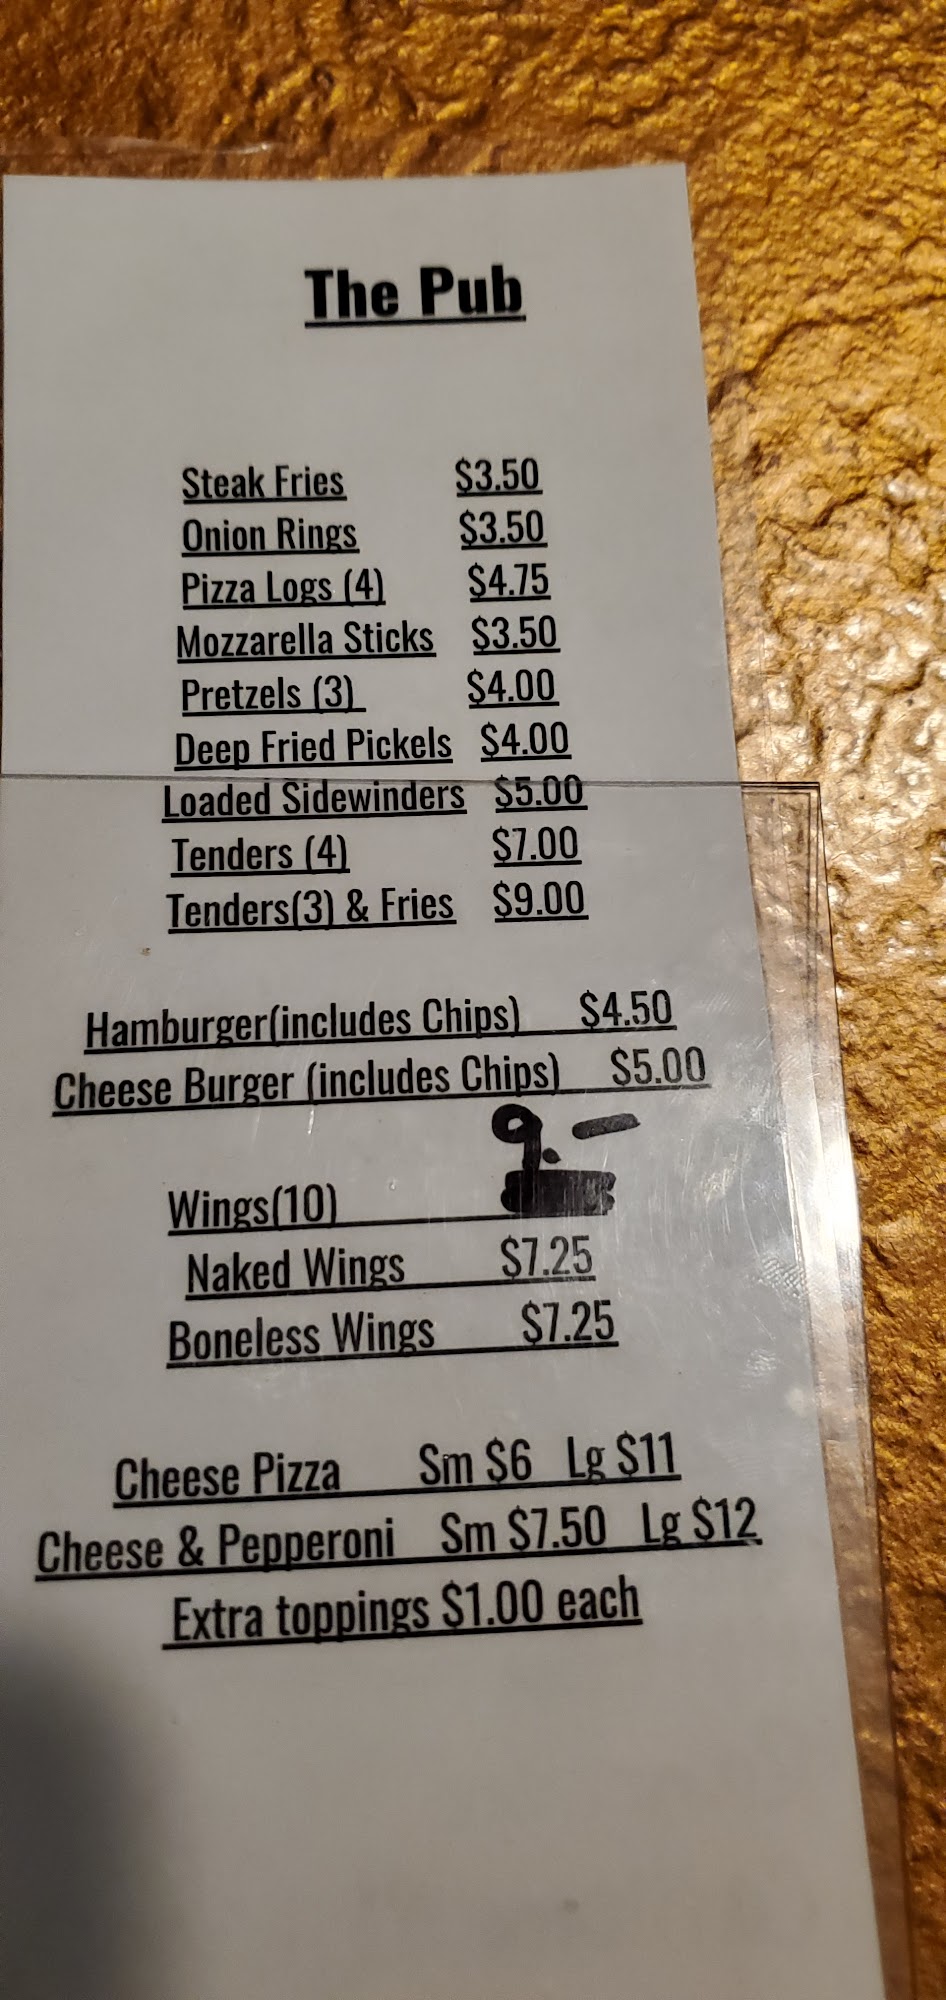 The Pub
Steak Fries $3.50
Onion Rings $3.50
Pizza Logs (4) $4.75
Mozzarella Sticks $3.50
Pretzels (3) $4.00
Deep Fried Pickels $4.00
Loaded Sidewinders $5.00
Tenders (4) $7.00
Tenders(3) & Fries $9.00
Hamburger(includes Chips) $4.50
Cheese Burger (includes Chips) $5.00
Wings(10) 9.-
Naked Wings $7.25
Boneless Wings $7.25
Cheese Pizza Sm $6 Lg $11
Cheese & Pepperoni Sm $7.50 Lg $12
Extra toppings $1.00 each